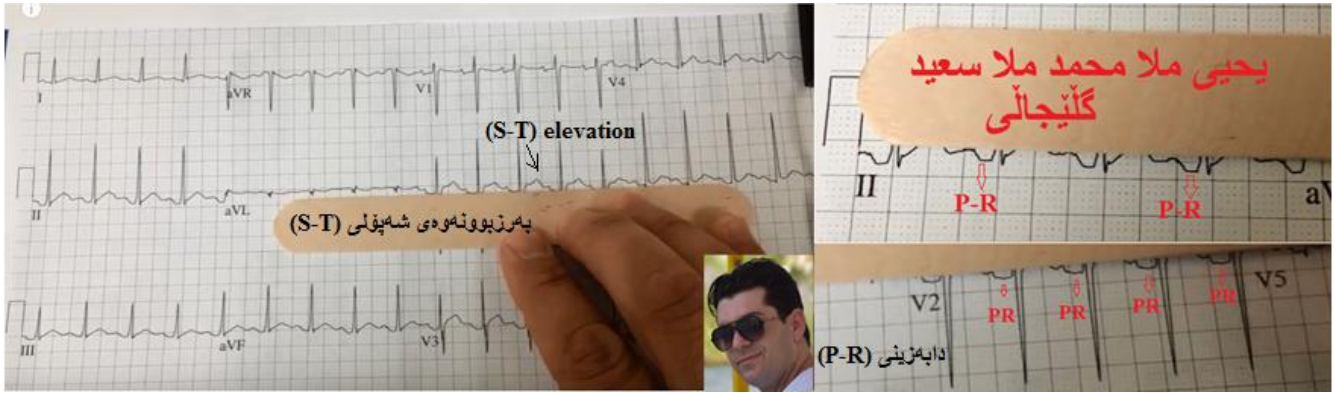 I
aVR
V1
V4
(S-T) elevation
II
aVL
بەرزبوونەوەی شەپۆلی (S-T)
III
aVF
V3
یحیی ملا محمد ملا سعید
گڵێجاڵی
II
P-R
P-R
aV
V2
PR
PR
PR
PR
V5
دابەزینی (P-R)